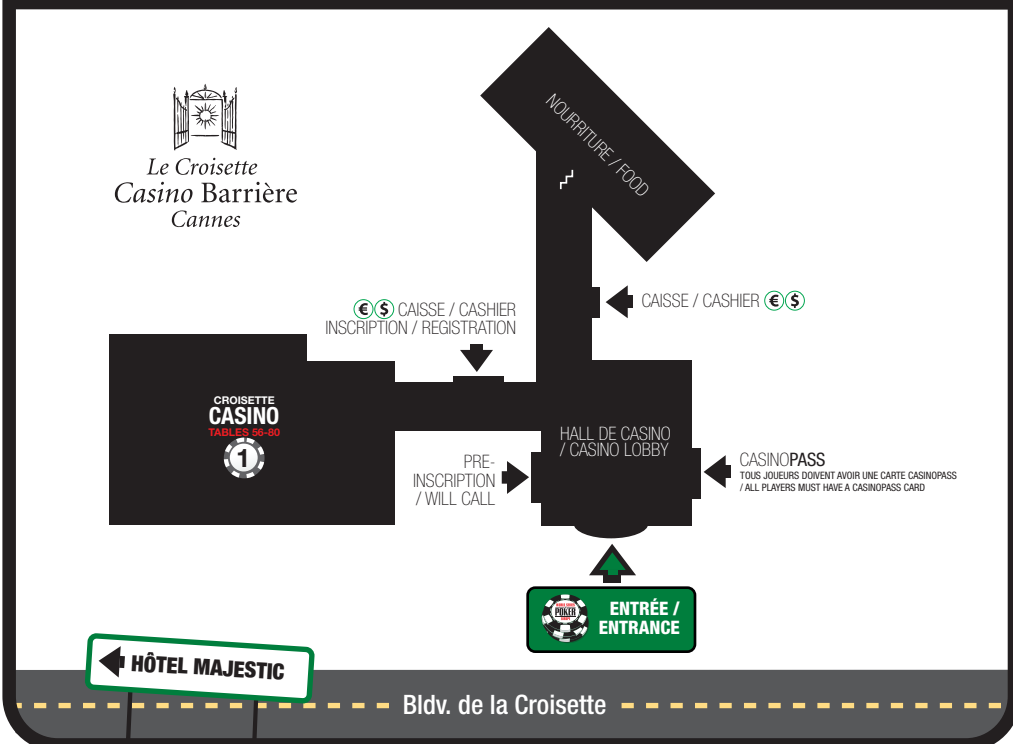 Le Croisette
Casino Barrière
Cannes
NOURRITURE / FOOD
€ $ CAISSE / CASHIER
INSCRIPTION / REGISTRATION
CAISSE / CASHIER € $
CROISETTE
CASINO
TABLES 56-80
1
HALL DE CASINO
/ CASINO LOBBY
PRE-
INSCRIPTION
/ WILL CALL
CASINOPASS
TOUS JOUEURS DOIVENT AVOIR UNE CARTE CASINOPASS
/ ALL PLAYERS MUST HAVE A CASINOPASS CARD
POKER
ENTRÉE /
ENTRANCE
HÔTEL MAJESTIC
Bldv. de la Croisette